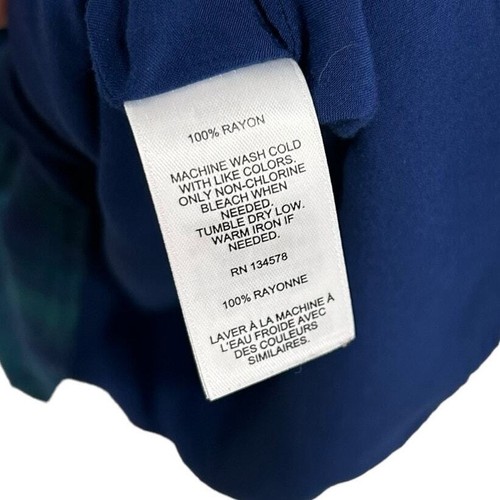 100% RAYON
MACHINE WASH COLD
WITH LIKE COLORS.
ONLY NON-CHLORINE
BLEACH WHEN
NEEDED.
TUMBLE DRY LOW.
WARM IRON IF
NEEDED.
RN 134578
100% RAYONNE
LAVER À LA MACHINE À
L'EAU FROIDE AVEC
DES COULEURS
SIMILAIRES.